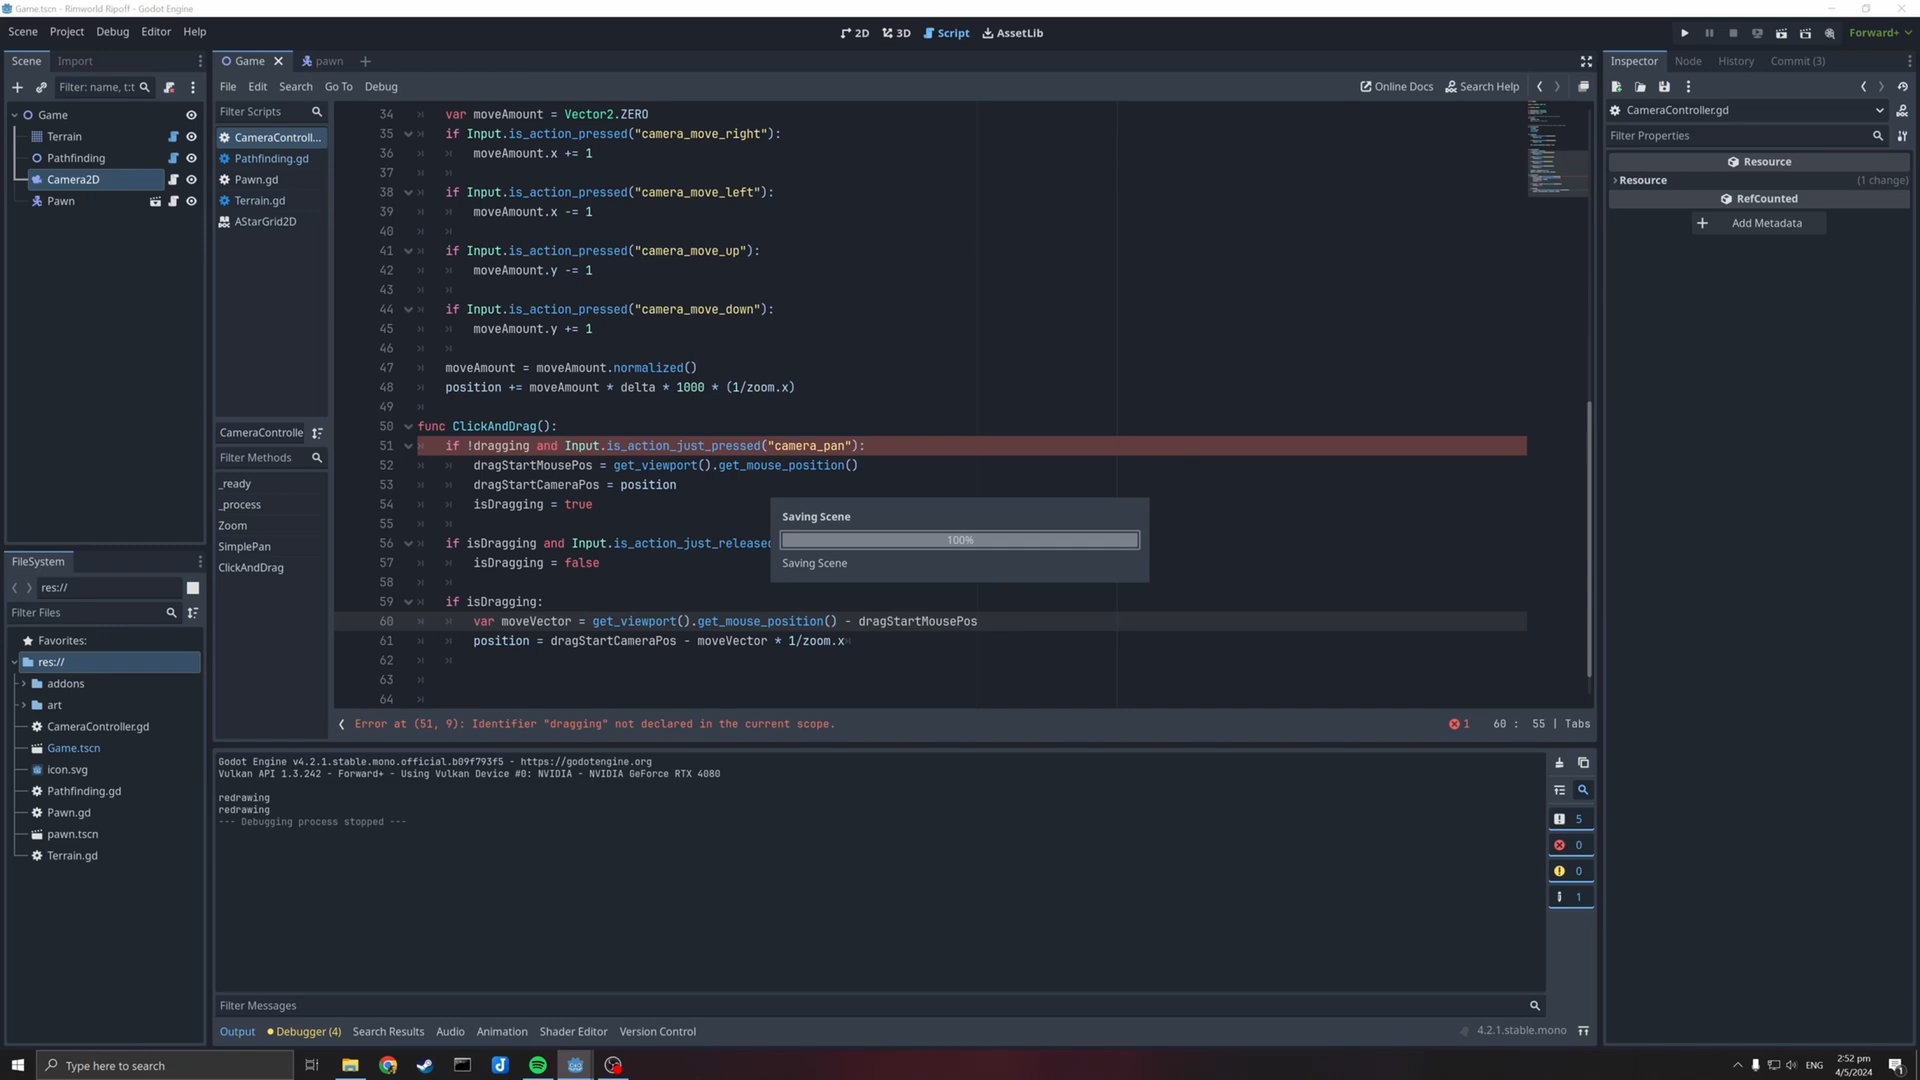 Game.tscn - Rimworld Ripoff - Godot Engine
Scene Project Debug Editor Help
2D 3D Script AssetLib
Forward+
Scene Import
Filter: name, t:t
Game
Terrain
Pathfinding
Camera2D
Pawn
Game pawn
File Edit Search Go To Debug
Online Docs Search Help
Filter Scripts
CameraControll...
Pathfinding.gd
Pawn.gd
Terrain.gd
AStarGrid2D
CameraControlle
Filter Methods
_ready
_process
Zoom
SimplePan
ClickAndDrag
34 var moveAmount = Vector2.ZERO
35 if Input.is_action_pressed("camera_move_right"):
36 moveAmount.x += 1
37
38 if Input.is_action_pressed("camera_move_left"):
39 moveAmount.x -= 1
40
41 if Input.is_action_pressed("camera_move_up"):
42 moveAmount.y -= 1
43
44 if Input.is_action_pressed("camera_move_down"):
45 moveAmount.y += 1
46
47 moveAmount = moveAmount.normalized()
48 position += moveAmount * delta * 1000 * (1/zoom.x)
49
50 func ClickAndDrag():
51 if !dragging and Input.is_action_just_pressed("camera_pan"):
52 dragStartMousePos = get_viewport().get_mouse_position()
53 dragStartCameraPos = position
54 isDragging = true
55
56 if isDragging and Input.is_action_just_released
57 isDragging = false
58
59 if isDragging:
60 var moveVector = get_viewport().get_mouse_position() - dragStartMousePos
61 position = dragStartCameraPos - moveVector * 1/zoom.x
62
63
64
Saving Scene
100%
Saving Scene
Error at (51, 9): Identifier "dragging" not declared in the current scope.
1 60 : 55 | Tabs
Godot Engine v4.2.1.stable.mono.official.b09f793f5 - https://godotengine.org
Vulkan API 1.3.242 - Forward+ - Using Vulkan Device #0: NVIDIA - NVIDIA GeForce RTX 4080
redrawing
redrawing
--- Debugging process stopped ---
5
0
0
1
Filter Messages
Output Debugger (4) Search Results Audio Animation Shader Editor Version Control
4.2.1.stable.mono
FileSystem
res://
Filter Files
Favorites:
res://
addons
art
CameraController.gd
Game.tscn
icon.svg
Pathfinding.gd
Pawn.gd
pawn.tscn
Terrain.gd
Inspector Node History Commit (3)
CameraController.gd
Filter Properties
Resource
Resource (1 change)
RefCounted
Add Metadata
Type here to search
ENG
2:52 pm
4/5/2024